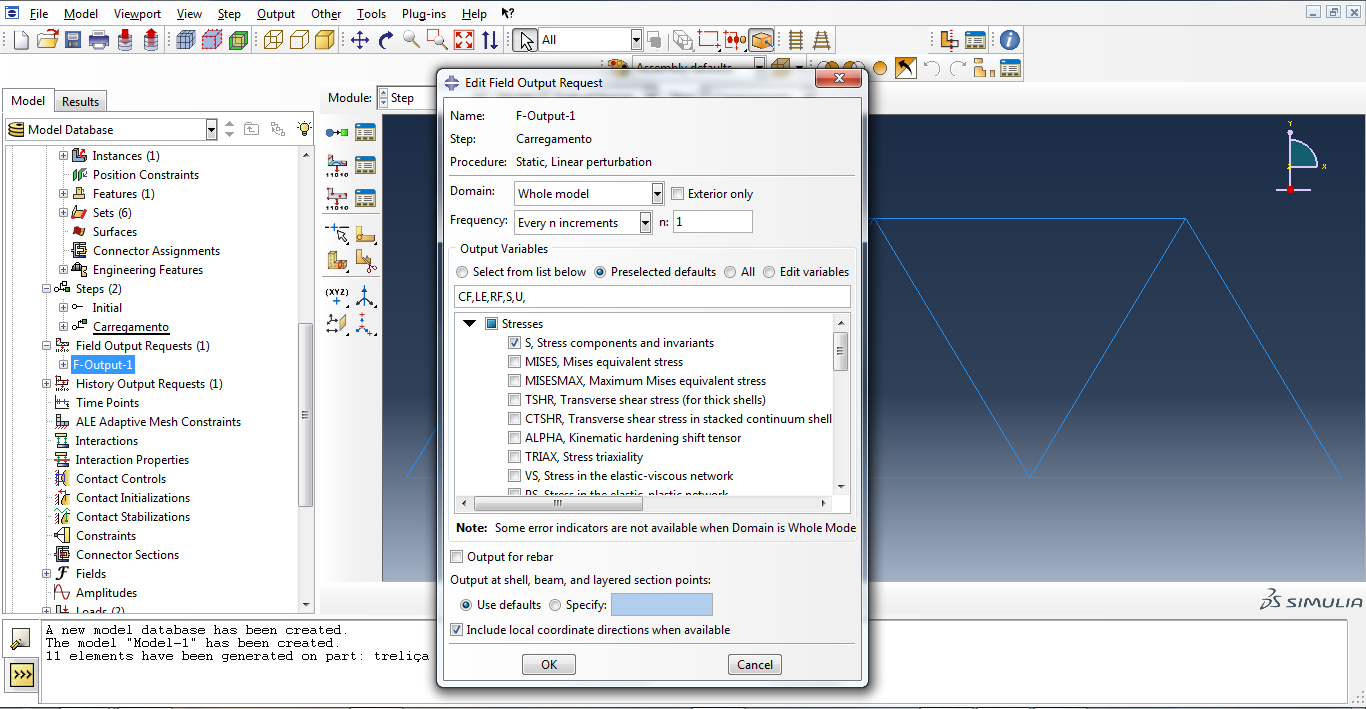 File Model Viewport View Step Output Other Tools Plug-ins Help
All
Assembly defaults
Model Results
Module: Step
Model Database
Instances (1)
Position Constraints
Features (1)
Sets (6)
Surfaces
Connector Assignments
Engineering Features
Steps (2)
Initial
Carregamento
Field Output Requests (1)
F-Output-1
History Output Requests (1)
Time Points
ALE Adaptive Mesh Constraints
Interactions
Interaction Properties
Contact Controls
Contact Initializations
Contact Stabilizations
Constraints
Connector Sections
Fields
Amplitudes
Loads (2)
(XYZ)
Edit Field Output Request
Name: F-Output-1
Step: Carregamento
Procedure: Static, Linear perturbation
Domain: Whole model Exterior only
Frequency: Every n increments n: 1
Output Variables
Select from list below Preselected defaults All Edit variables
CF,LE,RF,S,U,
Stresses
S, Stress components and invariants
MISES, Mises equivalent stress
MISESMAX, Maximum Mises equivalent stress
TSHR, Transverse shear stress (for thick shells)
CTSHR, Transverse shear stress in stacked continuum shell
ALPHA, Kinematic hardening shift tensor
TRIAX, Stress triaxiality
VS, Stress in the elastic-viscous network
PS, Stress in the elastic-plastic network
Note: Some error indicators are not available when Domain is Whole Mode
Output for rebar
Output at shell, beam, and layered section points:
Use defaults Specify:
Include local coordinate directions when available
OK Cancel
Y
X
Z
SIMULIA
A new model database has been created.
The model "Model-1" has been created.
11 elements have been generated on part: treliça
>>>